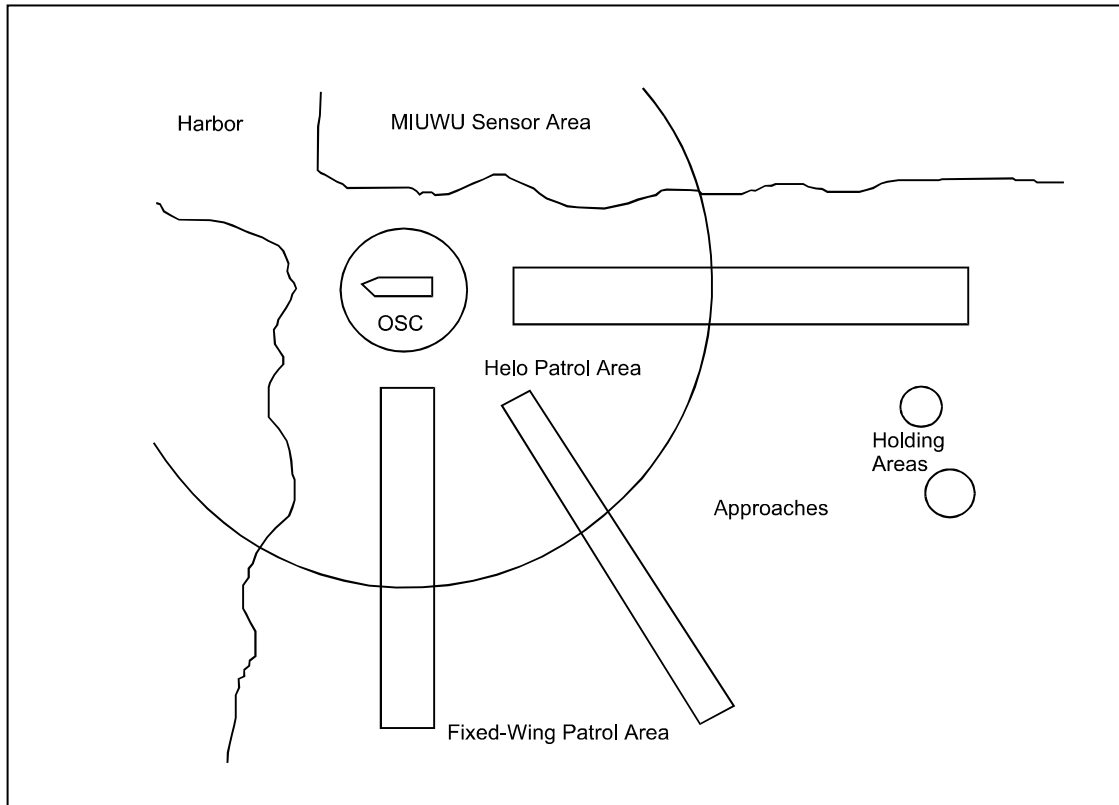 Harbor
MIUWU Sensor Area
OSC
Helo Patrol Area
Holding
Areas
Approaches
Fixed-Wing Patrol Area